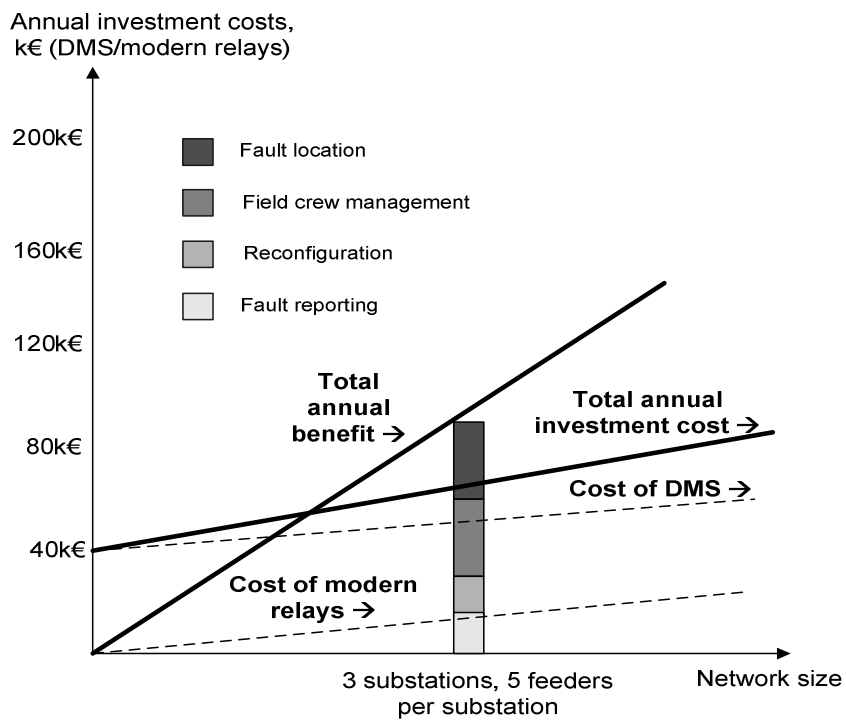 Annual investment costs,
k€ (DMS/modern relays)
200k€
160k€
120k€
80k€
40k€
Fault location
Field crew management
Reconfiguration
Fault reporting
Total
annual
benefit →
Total annual
investment cost →
Cost of DMS →
Cost of modern
relays →
3 substations, 5 feeders
per substation
Network size